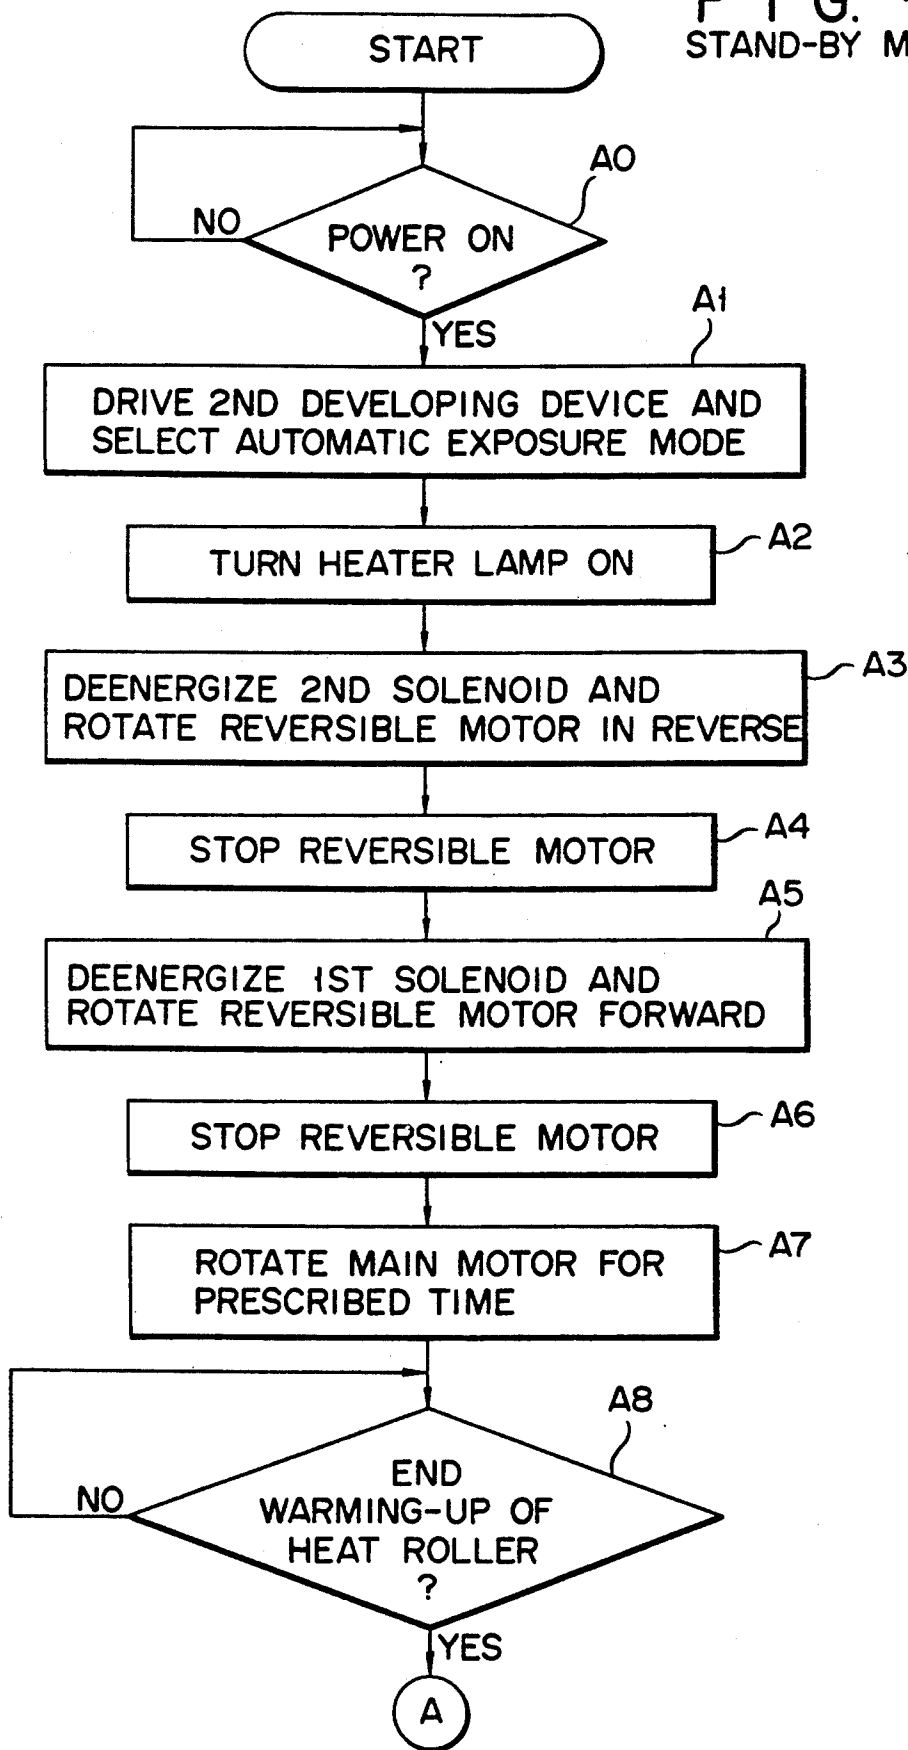 F I G.
STAND-BY M
START
A0
NO
POWER ON
?
YES
A1
DRIVE 2ND DEVELOPING DEVICE AND
SELECT AUTOMATIC EXPOSURE MODE
A2
TURN HEATER LAMP ON
A3
DEENERGIZE 2ND SOLENOID AND
ROTATE REVERSIBLE MOTOR IN REVERSE
A4
STOP REVERSIBLE MOTOR
A5
DEENERGIZE 1ST SOLENOID AND
ROTATE REVERSIBLE MOTOR FORWARD
A6
STOP REVERSIBLE MOTOR
A7
ROTATE MAIN MOTOR FOR
PRESCRIBED TIME
A8
NO
END
WARMING-UP OF
HEAT ROLLER
?
YES
A